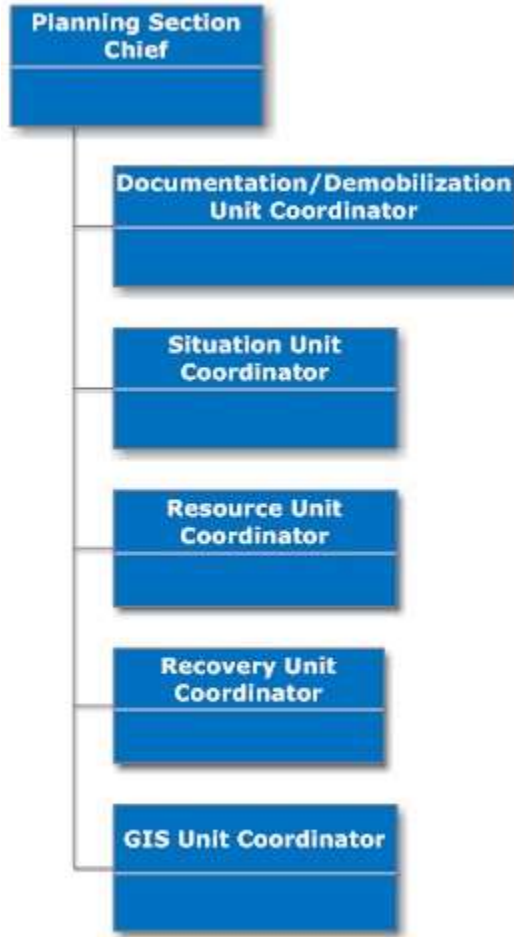 Planning Section
Chief
Documentation/Demobilization
Unit Coordinator
Situation Unit
Coordinator
Resource Unit
Coordinator
Recovery Unit
Coordinator
GIS Unit Coordinator